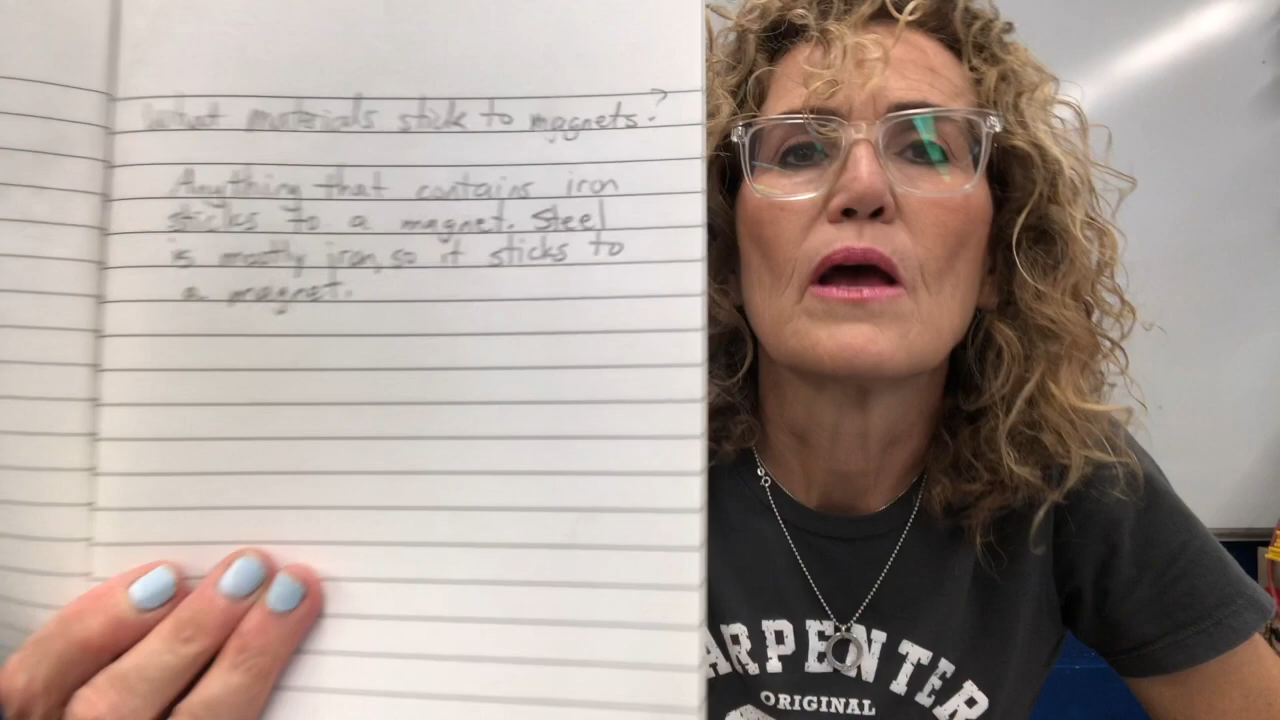 What materials stick to magnets?
Anything that contains iron
sticks to a magnet. Steel
is mostly iron, so it sticks to
a magnet.
ARPENTER
ORIGINAL